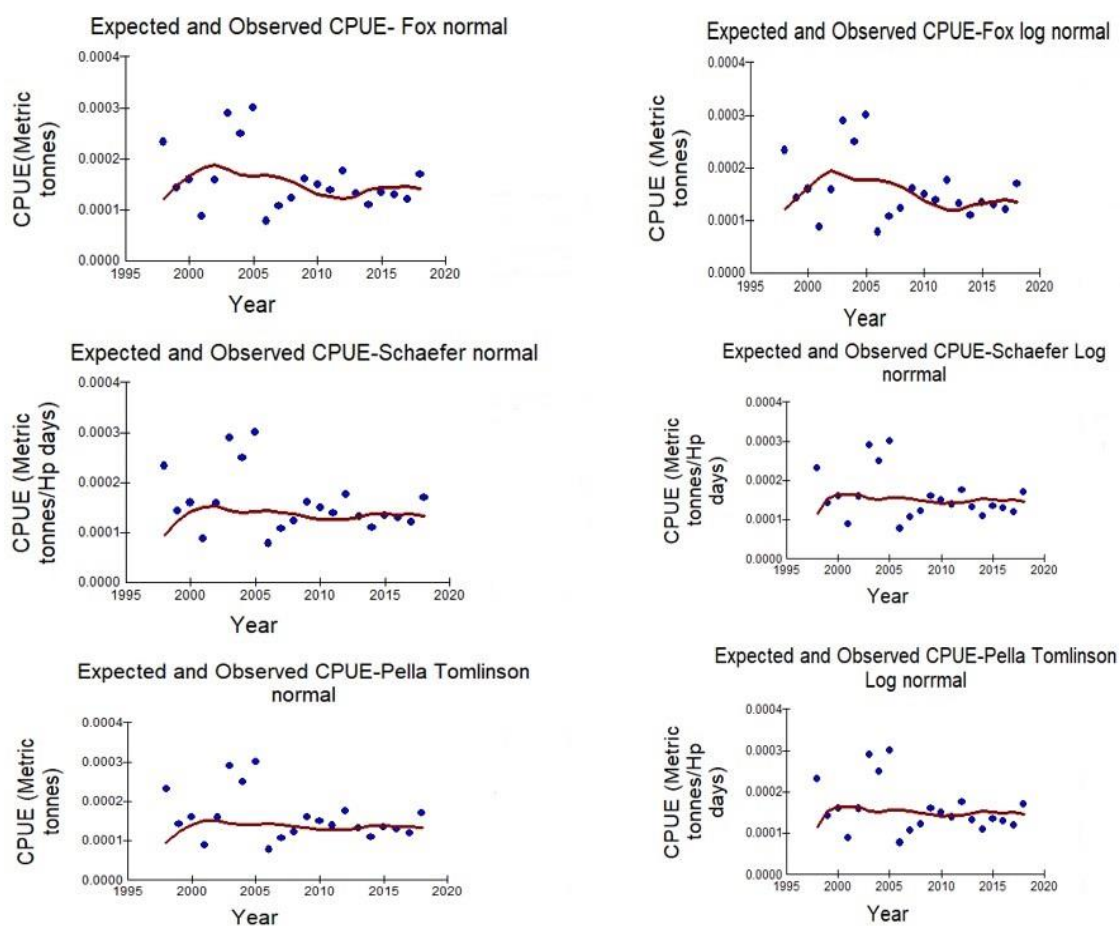 Expected and Observed CPUE- Fox normal
CPUE(Metric
tonnes)
0.0004
0.0003
0.0002
0.0001
0.0000
1995 2000 2005 2010 2015 2020
Year
Expected and Observed CPUE-Fox log normal
CPUE (Metric
tonnes)
0.0004
0.0003
0.0002
0.0001
0.0000
1995 2000 2005 2010 2015 2020
Year
Expected and Observed CPUE-Schaefer normal
CPUE (Metric
tonnes/Hp days)
0.0004
0.0003
0.0002
0.0001
0.0000
1995 2000 2005 2010 2015 2020
Year
Expected and Observed CPUE-Schaefer Log
norrmal
CPUE (Metric
tonnes/Hp
days)
0.0004
0.0003
0.0002
0.0001
0.0000
1995 2000 2005 2010 2015 2020
Year
Expected and Observed CPUE-Pella Tomlinson
normal
CPUE (Metric
tonnes)
0.0004
0.0003
0.0002
0.0001
0.0000
1995 2000 2005 2010 2015 2020
Year
Expected and Observed CPUE-Pella Tomlinson
Log norrmal
CPUE (Metric
tonnes/Hp
days)
0.0004
0.0003
0.0002
0.0001
0.0000
1995 2000 2005 2010 2015 2020
Year